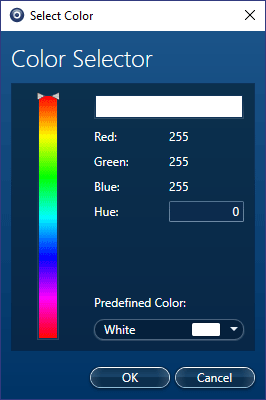 Select Color
Color Selector
Red: 255
Green: 255
Blue: 255
Hue: 0
Predefined Color:
White
OK Cancel